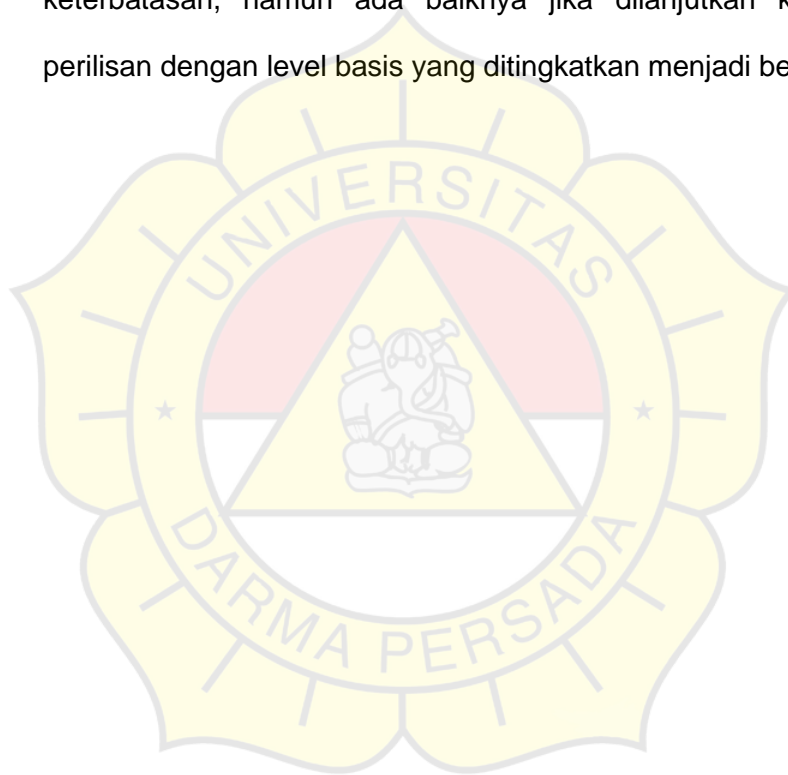 keterbatasan, namun ada baiknya jika dilanjutkan
perilisan dengan level basis yang ditingkatkan menjadi
UNIVERSITAS
DARMA PERSADA